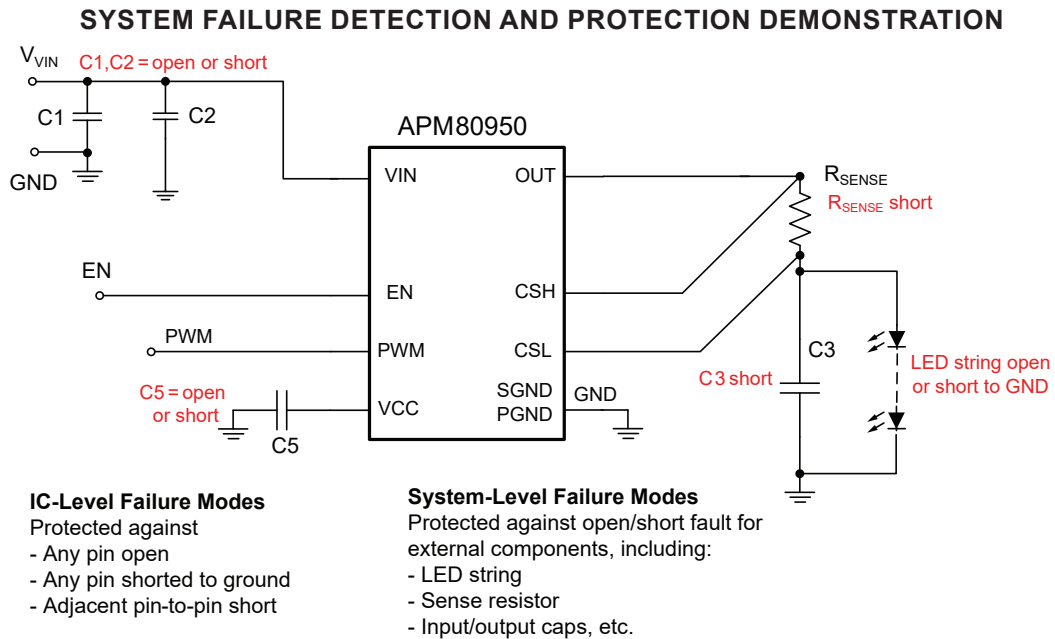 SYSTEM FAILURE DETECTION AND PROTECTION DEMONSTRATION
V_VIN
C1,C2 = open or short
C1
C2
GND
APM80950
VIN
OUT
R_SENSE
R_SENSE short
EN
EN
CSH
PWM
PWM
CSL
C3
C3 short
LED string open
or short to GND
C5 = open
or short
VCC
C5
SGND
PGND
GND
IC-Level Failure Modes
Protected against
- Any pin open
- Any pin shorted to ground
- Adjacent pin-to-pin short
System-Level Failure Modes
Protected against open/short fault for
external components, including:
- LED string
- Sense resistor
- Input/output caps, etc.